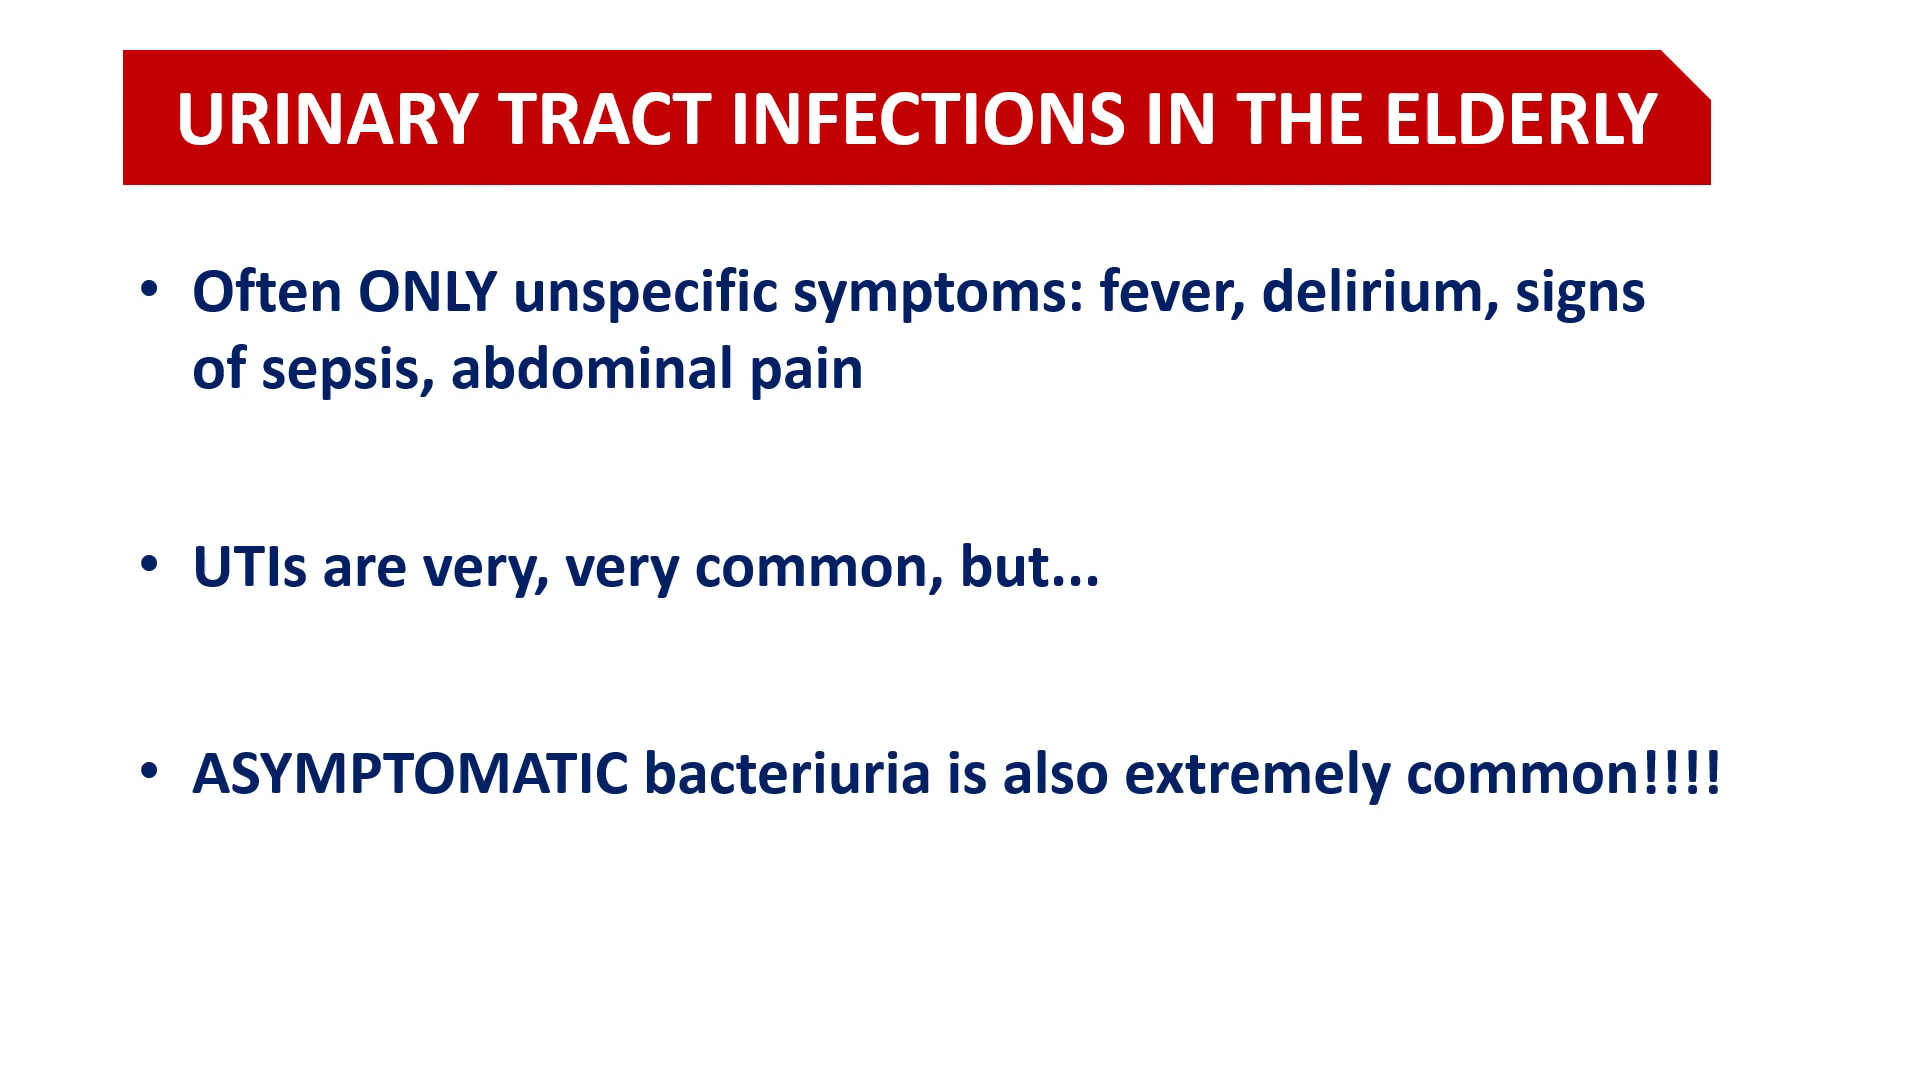 URINARY TRACT INFECTIONS IN THE ELDERLY
• Often ONLY unspecific symptoms: fever, delirium, signs
of sepsis, abdominal pain
• UTIs are very, very common, but...
• ASYMPTOMATIC bacteriuria is also extremely common!!!!